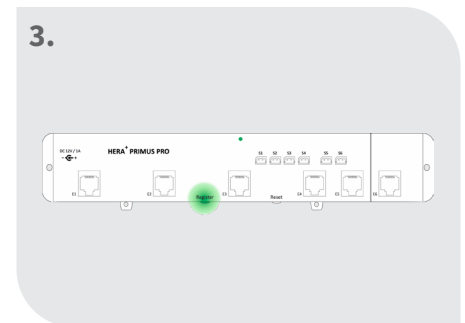 3.
DC 12V / 1A
HERA+ PRIMUS PRO
S1 S2 S3 S4 S5 S6
E1 E2 Register E3 Reset E4 E5 E6